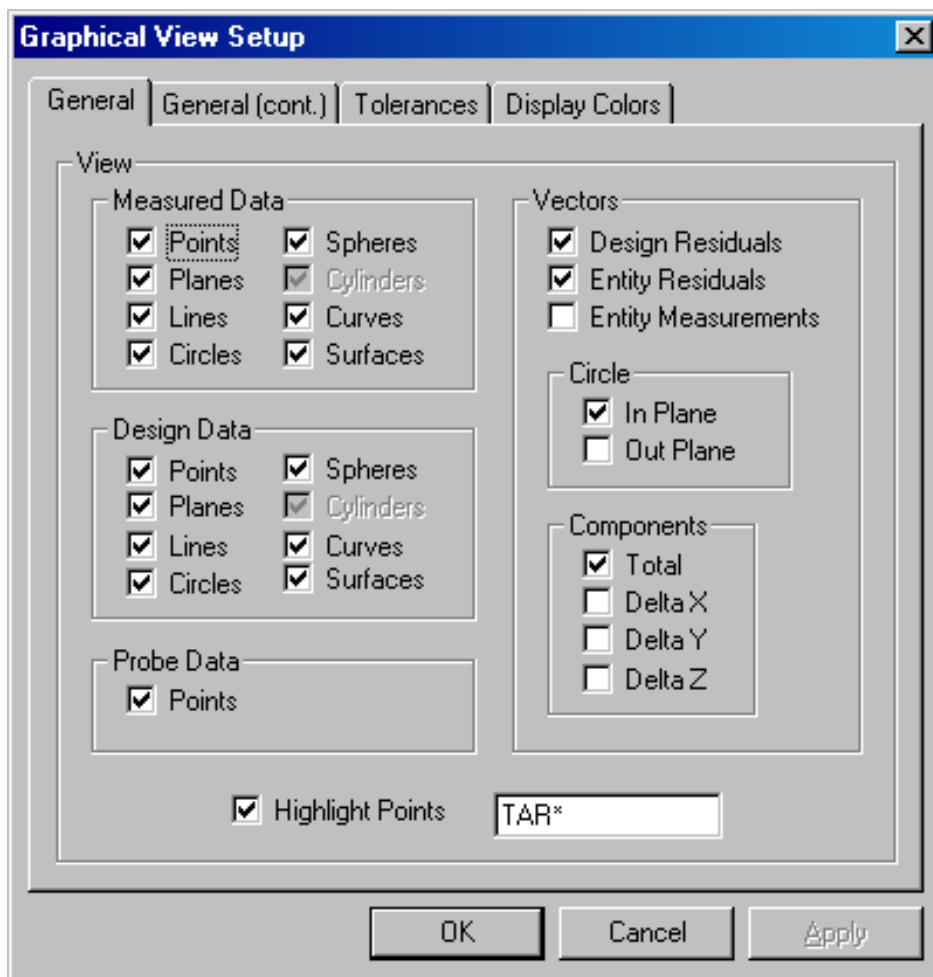 Graphical View Setup
General General (cont.) Tolerances Display Colors
View
Measured Data
Points Spheres
Planes Cylinders
Lines Curves
Circles Surfaces
Design Data
Points Spheres
Planes Cylinders
Lines Curves
Circles Surfaces
Probe Data
Points
Vectors
Design Residuals
Entity Residuals
Entity Measurements
Circle
In Plane
Out Plane
Components
Total
Delta X
Delta Y
Delta Z
Highlight Points TAR*
OK Cancel Apply